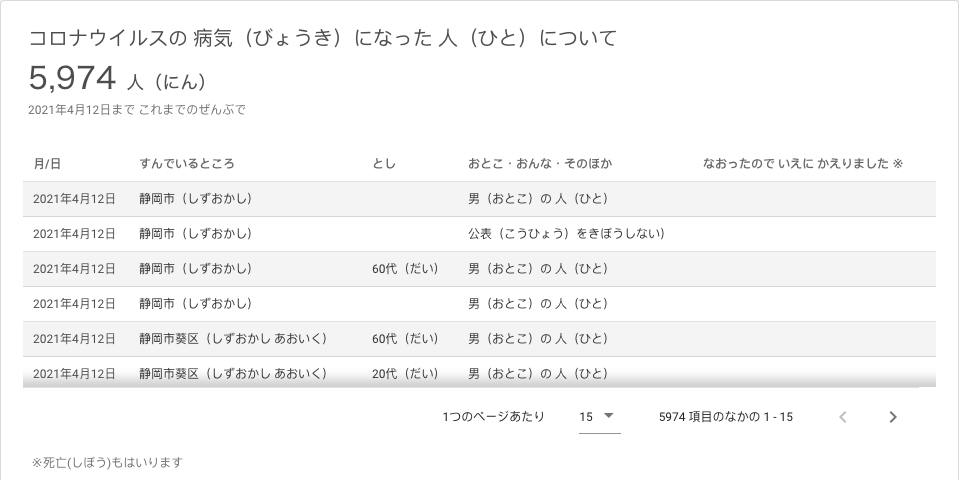 コロナウイルスの 病気（びょうき）になった 人（ひと）について
5,974 人（にん）
2021年4月12日まで これまでのぜんぶで
月/日 すんでいるところ とし おとこ・おんな・そのほか なおったので いえに かえりました ※
2021年4月12日 静岡市（しずおかし） 男（おとこ）の 人（ひと）
2021年4月12日 静岡市（しずおかし） 公表（こうひょう）をきぼうしない）
2021年4月12日 静岡市（しずおかし） 60代（だい） 男（おとこ）の 人（ひと）
2021年4月12日 静岡市（しずおかし） 男（おとこ）の 人（ひと）
2021年4月12日 静岡市葵区（しずおかし あおいく） 60代（だい） 男（おとこ）の 人（ひと）
2021年4月12日 静岡市葵区（しずおかし あおいく） 20代（だい） 男（おとこ）の 人（ひと）
1つのページあたり 15 5974 項目のなかの 1 - 15
※死亡(しぼう)もはいります